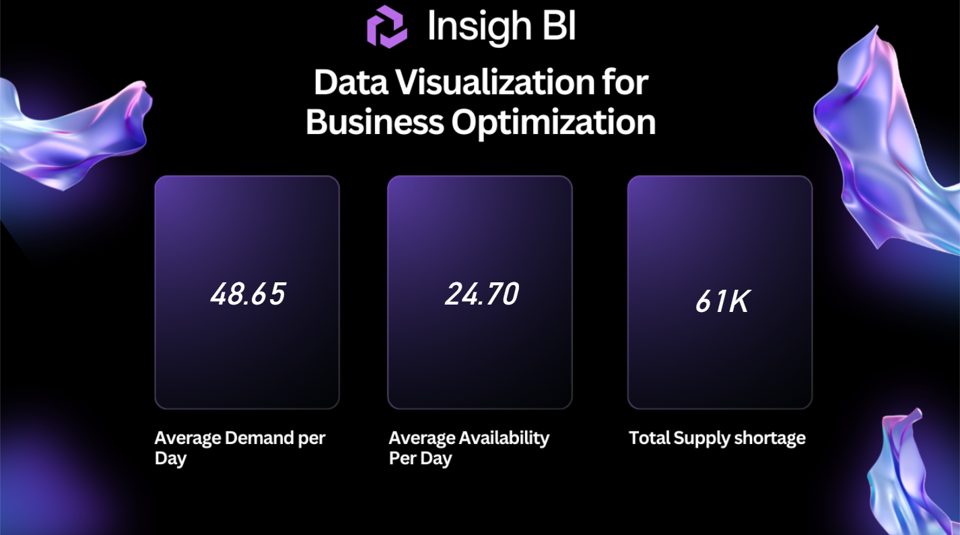 Insigh BI
Data Visualization for
Business Optimization
48.65
24.70
61K
Average Demand per
Day
Average Availability
Per Day
Total Supply shortage